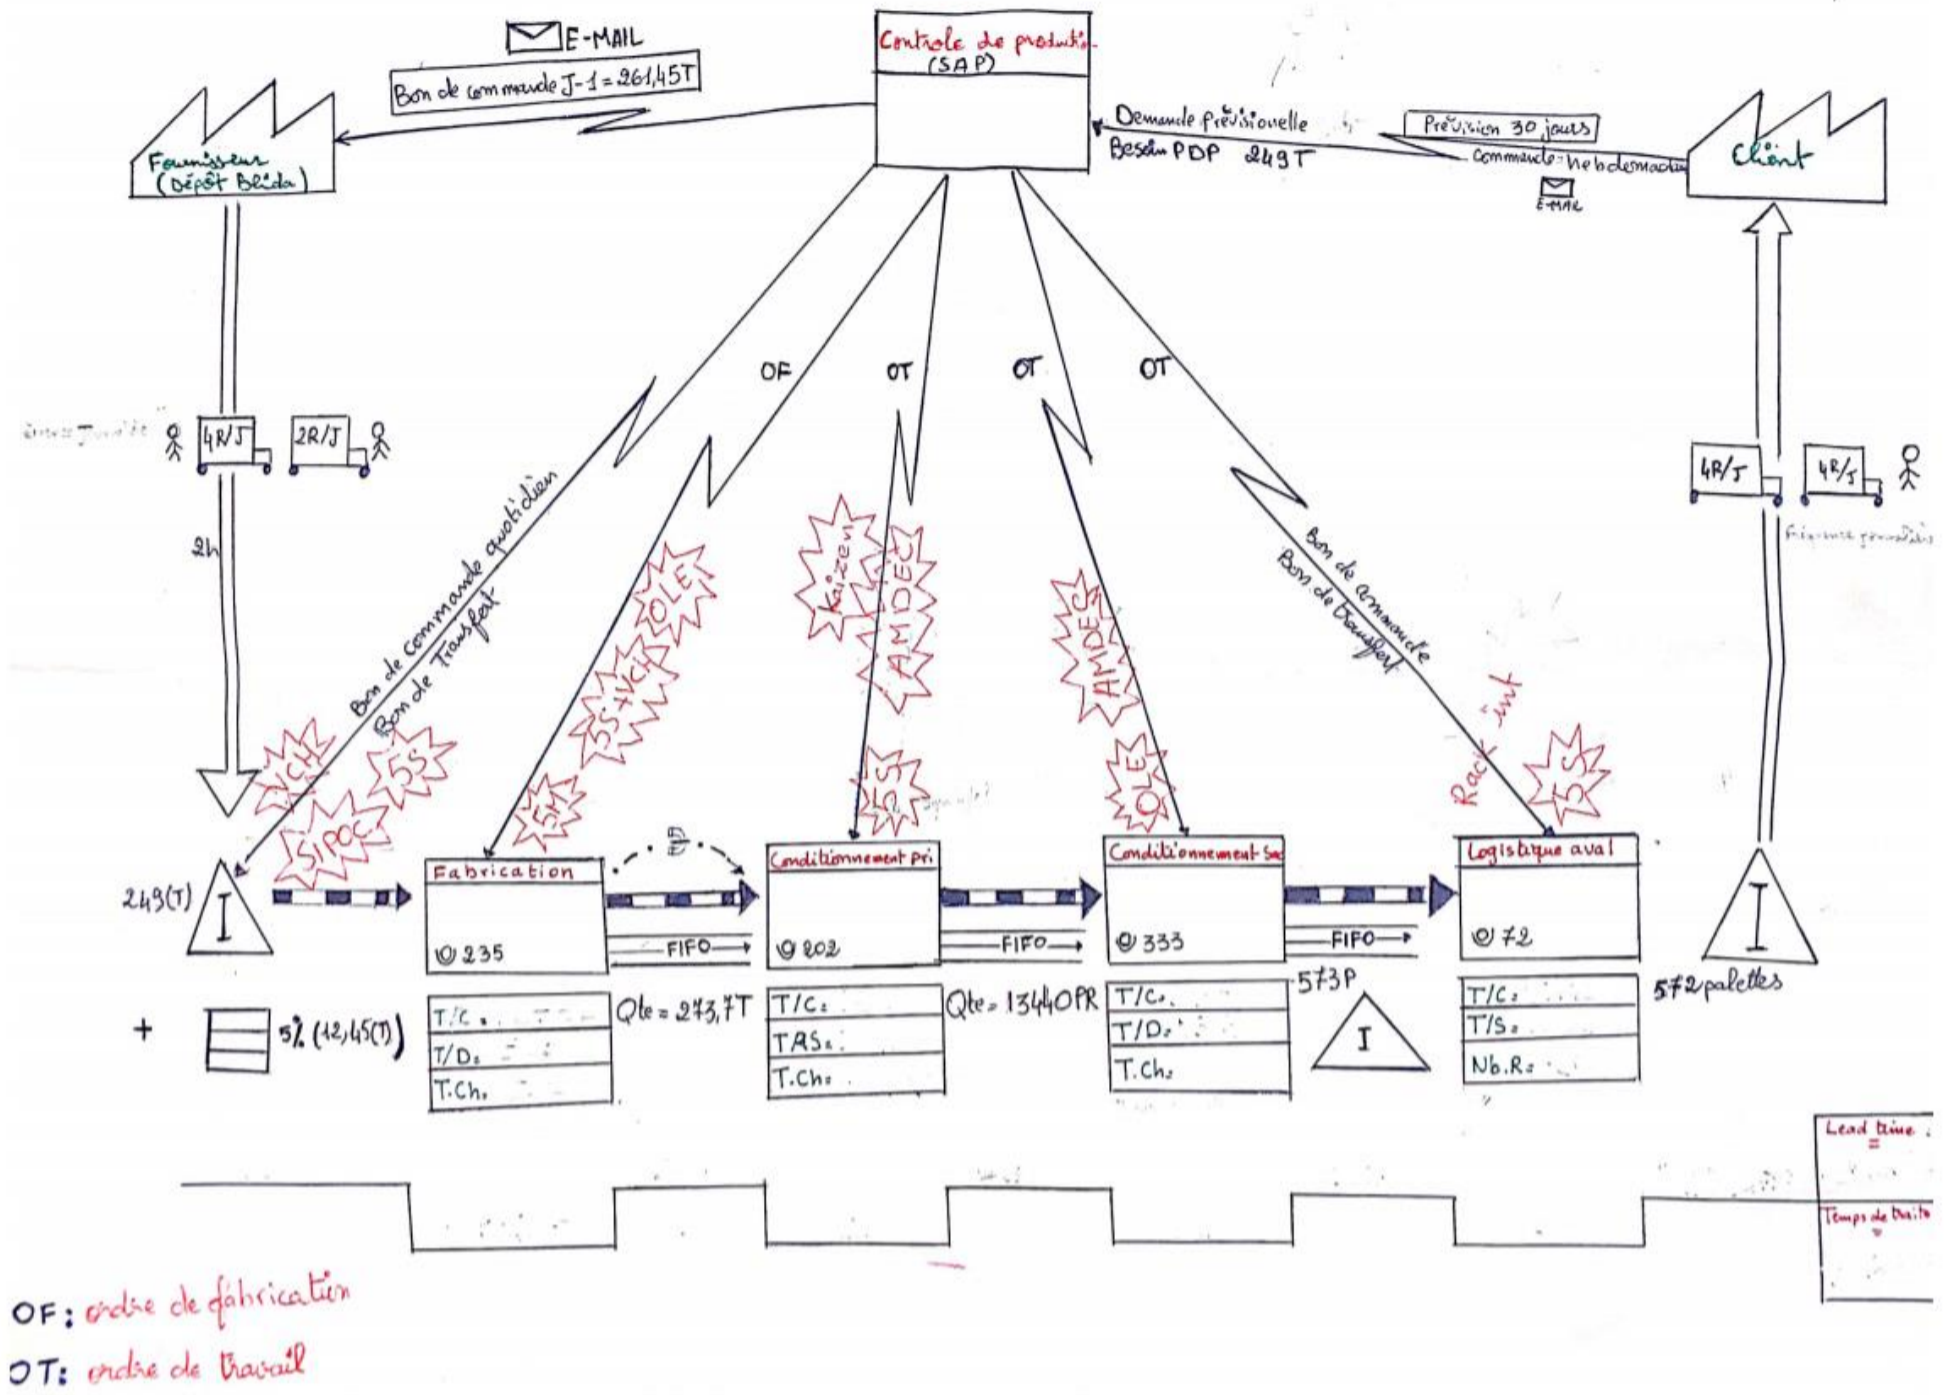 E-MAIL
Bon de commande J-1 = 261,45T
Controle de productio
(SAP)
Demande prévisionelle
Besoin PDP 249T
Prévision 30 jours
Commande = hebdomadai
E-MAIL
Client
Fournisseur
(Dépôt Blida)
OF
OT
OT
OT
4R/J
2R/J
4R/J
4R/J
2h
Bon de commande quotidien
Bon de Transfert
Bon de commande
Bon de transfert
VCH
5S
SIPOC
OLE
5S+VCH
5M
Kaizen
AMDEC
5S
AMDEC
OLE
Rack int
5S
249(T)
I
Fabrication
235
FIFO
Conditionnement pri
202
FIFO
Conditionnement Sec
333
FIFO
Logistique aval
72
I
572 palettes
+
5% (12,45(T))
T/C
T/D:
T.Ch.
Qte = 273,7T
T/C:
TRS:
T.Ch:
Qte = 13440PR
T/C.
T/D:
T.Ch:
573P
I
T/C:
T/S:
Nb.R:
Lead time
=
Temps de traite
OF: ordre de fabrication
OT: ordre de travail